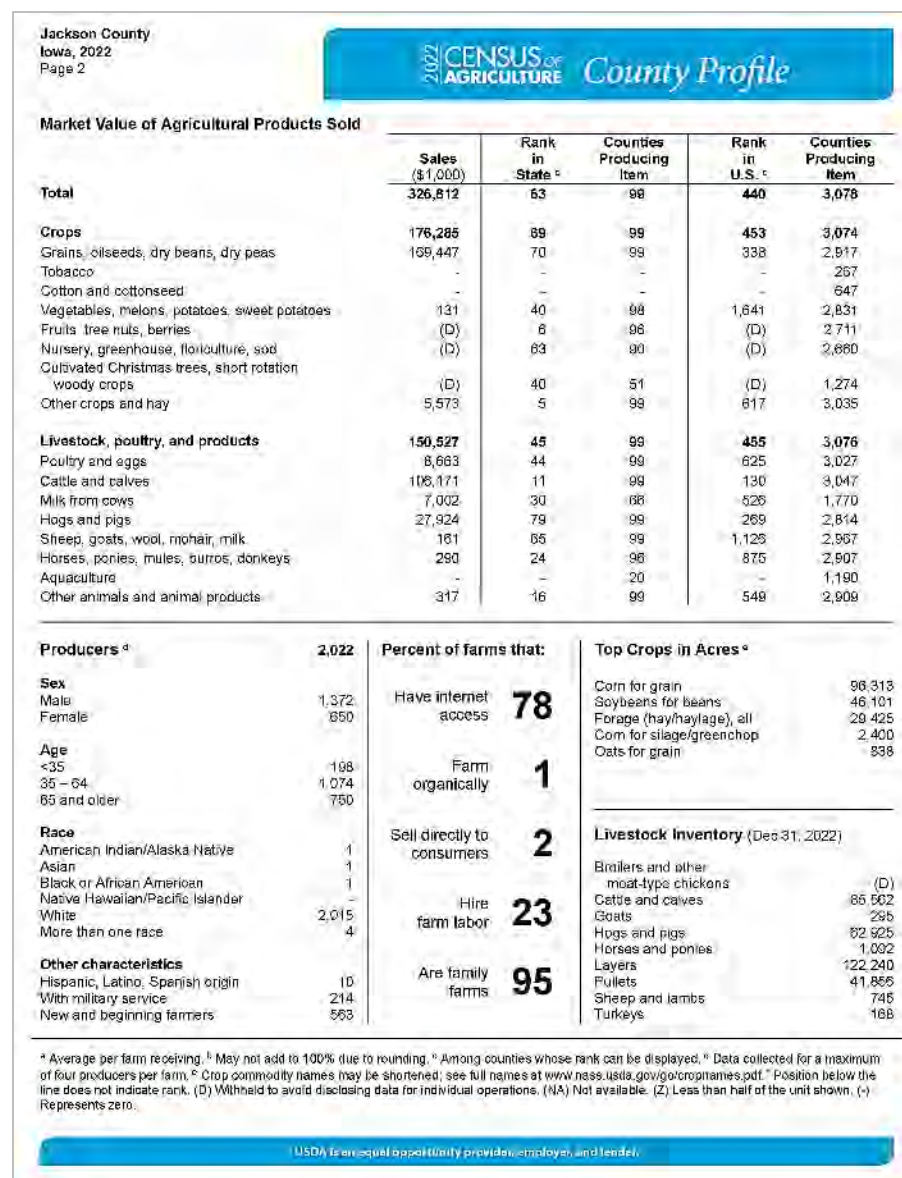 Jackson County
Iowa, 2022
Page 2
2022 CENSUS OF AGRICULTURE County Profile
Market Value of Agricultural Products Sold
Sales ($1,000) Rank in State c Counties Producing Item Rank in U.S. c Counties Producing Item
Total 326,812 63 99 440 3,078
Crops 176,285 69 99 453 3,074
Grains, oilseeds, dry beans, dry peas 169,447 70 99 338 2,917
Tobacco - - - - 267
Cotton and cottonseed - - - - 647
Vegetables, melons, potatoes, sweet potatoes 131 40 98 1,641 2,831
Fruits, tree nuts, berries (D) 6 96 (D) 2,711
Nursery, greenhouse, floriculture, sod (D) 63 90 (D) 2,660
Cultivated Christmas trees, short rotation
woody crops (D) 40 51 (D) 1,274
Other crops and hay 5,573 5 99 617 3,035
Livestock, poultry, and products 150,527 45 99 455 3,076
Poultry and eggs 8,663 44 99 625 3,027
Cattle and calves 106,171 11 99 130 3,047
Milk from cows 7,002 30 66 526 1,770
Hogs and pigs 27,924 79 99 269 2,814
Sheep, goats, wool, mohair, milk 161 65 99 1,126 2,967
Horses, ponies, mules, burros, donkeys 290 24 96 875 2,907
Aquaculture - - 20 - 1,190
Other animals and animal products 317 16 99 549 2,909
Producers d 2,022
Sex
Male 1,372
Female 650
Age
<35 198
35 – 64 1,074
65 and older 750
Race
American Indian/Alaska Native 1
Asian 1
Black or African American 1
Native Hawaiian/Pacific Islander -
White 2,015
More than one race 4
Other characteristics
Hispanic, Latino, Spanish origin
With military service 214
New and beginning farmers 563
Percent of farms that:
Have internet access 78
Farm organically 1
Sell directly to consumers 2
Hire farm labor 23
Are family farms 95
Top Crops in Acres e
Corn for grain 96,313
Soybeans for beans 46,101
Forage (hay/haylage), all 29,425
Corn for silage/greenchop 2,400
Oats for grain
Livestock Inventory (Dec 31, 2022)
Broilers and other
meat-type chickens (D)
Cattle and calves 85,562
Goats 295
Hogs and pigs 62,925
Horses and ponies 1,092
Layers 122,240
Pullets 41,856
Sheep and lambs 745
Turkeys 168
a Average per farm receiving. b May not add to 100% due to rounding. c Among counties whose rank can be displayed. d Data collected for a maximum
of four producers per farm. e Crop commodity names may be shortened; see full names at www.nass.usda.gov/go/cropnames.pdf. f Position below the
line does not indicate rank. (D) Withheld to avoid disclosing data for individual operations. (NA) Not available. (Z) Less than half of the unit shown. (-)
Represents zero.
USDA is an equal opportunity provider, employer, and lender.